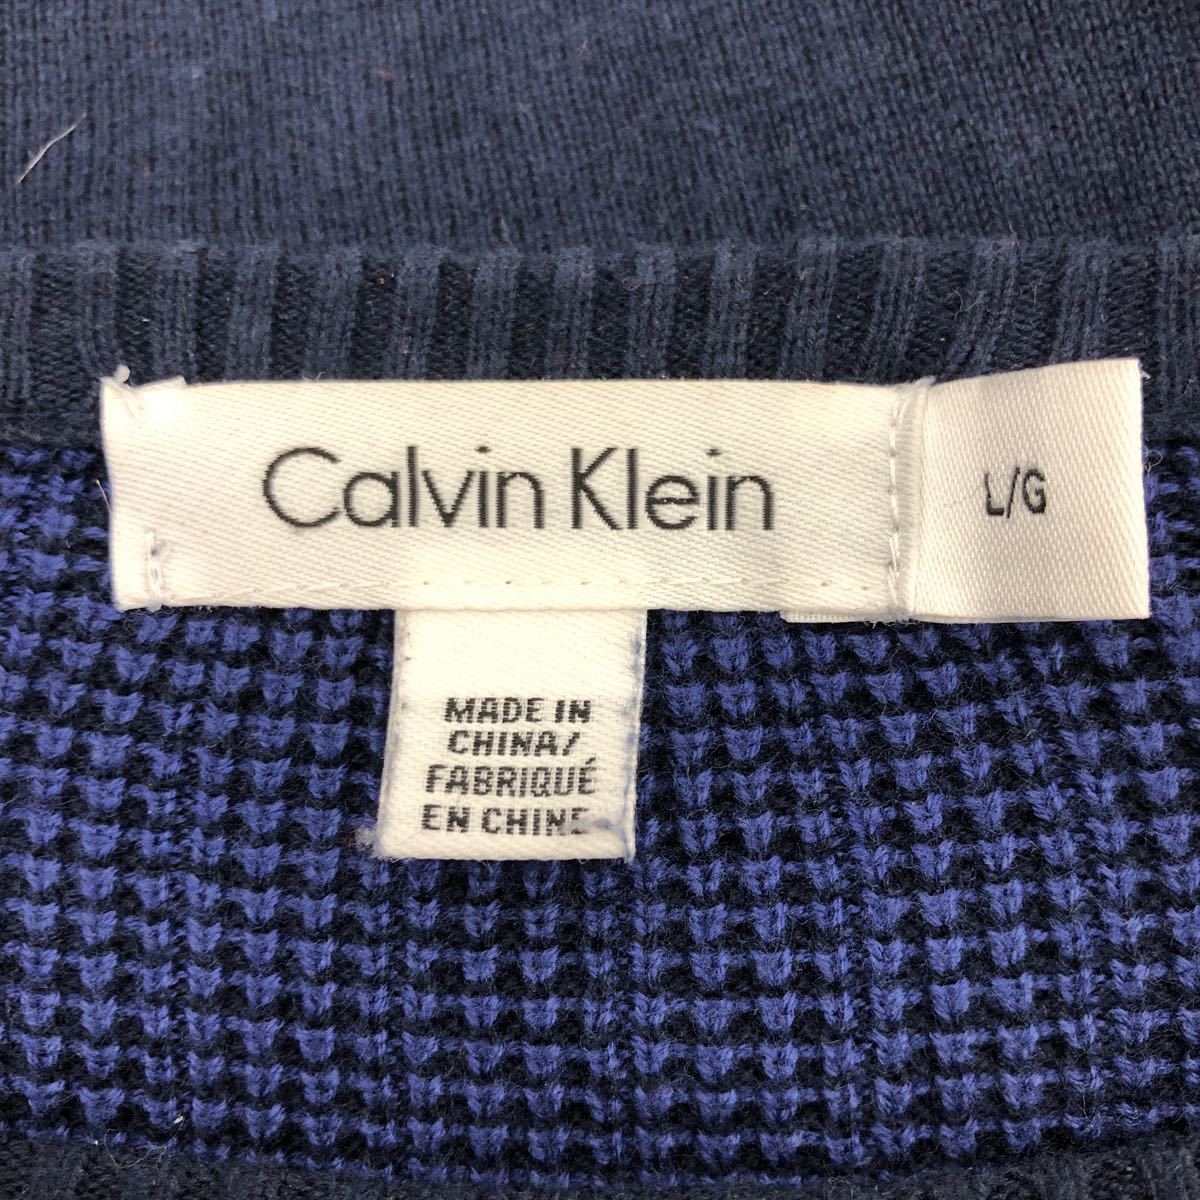 Calvin Klein
L/G
MADE IN
CHINA/
FABRIQUÉ
EN CHINE